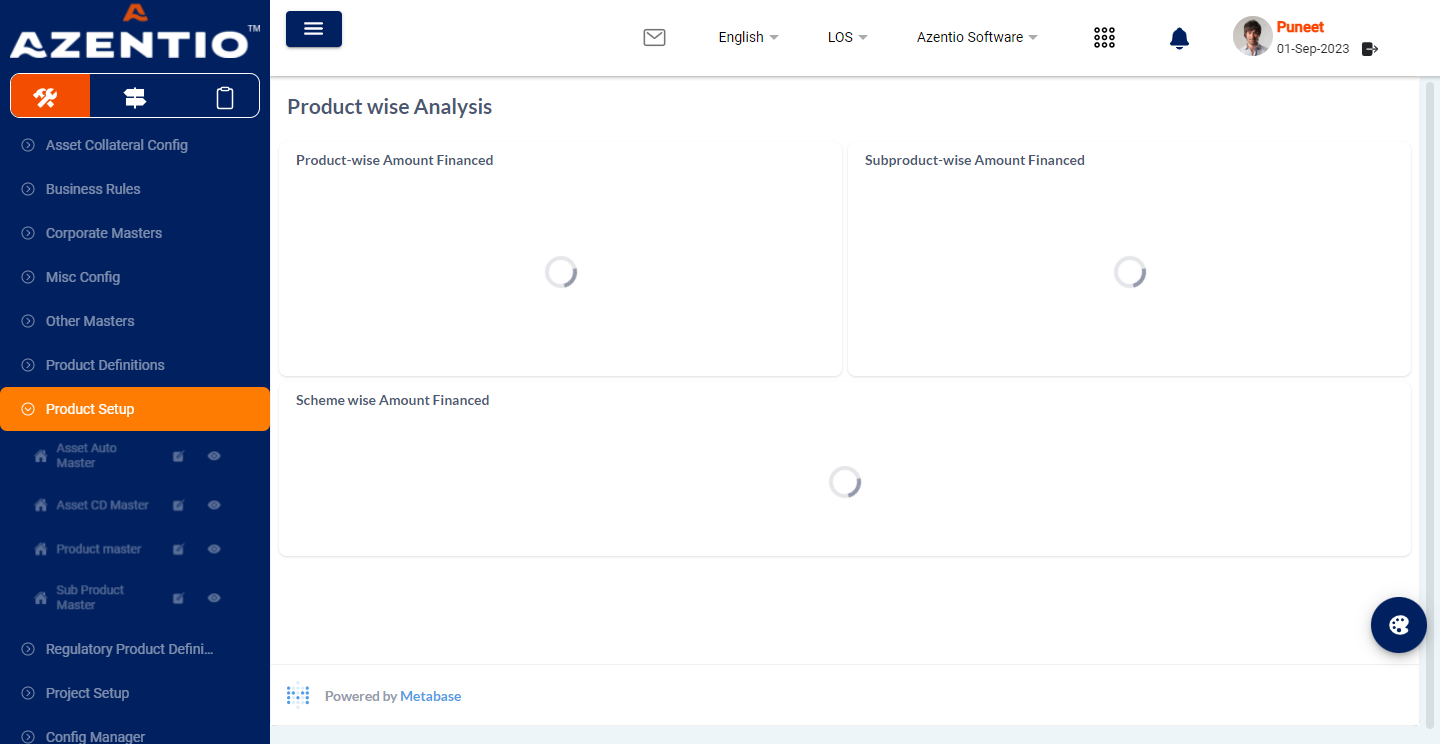 AZENTIO™
English
LOS
Azentio Software
Puneet
01-Sep-2023
Asset Collateral Config
Business Rules
Corporate Masters
Misc Config
Other Masters
Product Definitions
Product Setup
Asset Auto
Master
Asset CD Master
Product master
Sub Product
Master
Regulatory Product Defini...
Project Setup
Config Manager
Product wise Analysis
Product-wise Amount Financed
Subproduct-wise Amount Financed
Scheme wise Amount Financed
Powered by Metabase